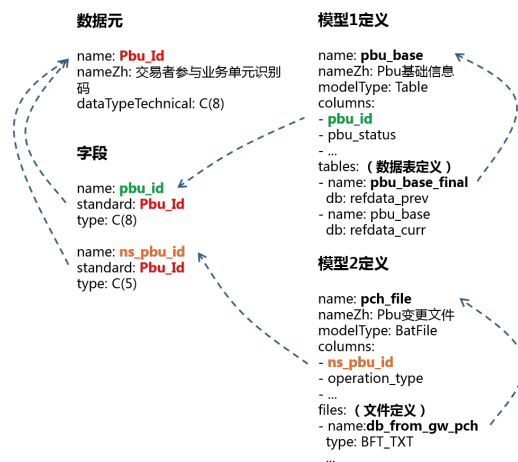 数据元
name: Pbu_Id
nameZh: 交易者参与业务单元识别
码
dataTypeTechnical: C(8)
字段
name: pbu_id
standard: Pbu_Id
type: C(8)
name: ns_pbu_id
standard: Pbu_Id
type: C(5)
模型1定义
name: pbu_base
nameZh: Pbu基础信息
modelType: Table
columns:
- pbu_id
- pbu_status
- ...
tables: （数据表定义）
- name: pbu_base_final
db: refdata_prev
- name: pbu_base
db: refdata_curr
模型2定义
name: pch_file
nameZh: Pbu变更文件
modelType: BatFile
columns:
- ns_pbu_id
- operation_type
- ...
files: （文件定义）
- name:db_from_gw_pch
type: BFT_TXT
...